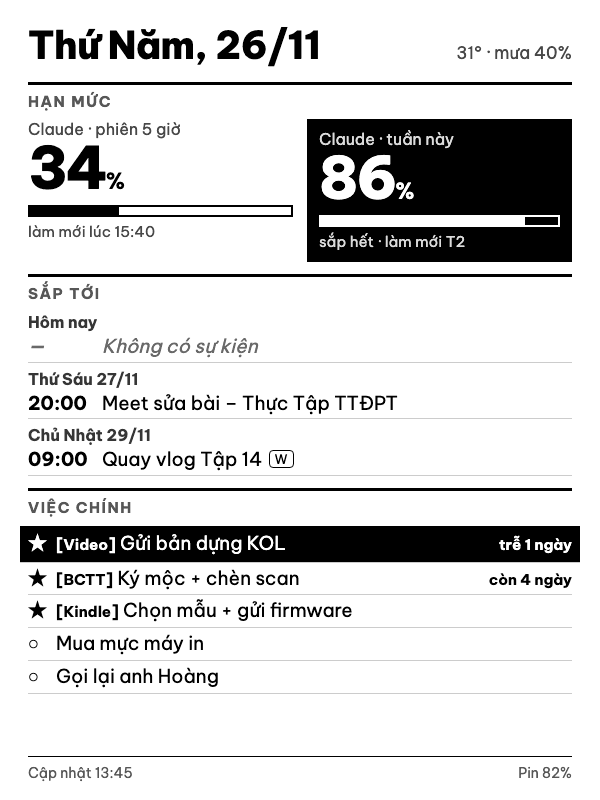 Thứ Năm, 26/11
31° · mưa 40%
HẠN MỨC
Claude · phiên 5 giờ
34%
làm mới lúc 15:40
Claude · tuần này
86%
sắp hết · làm mới T2
SẮP TỚI
Hôm nay
– Không có sự kiện
Thứ Sáu 27/11
20:00 Meet sửa bài – Thực Tập TTĐPT
Chủ Nhật 29/11
09:00 Quay vlog Tập 14 W
VIỆC CHÍNH
★ [Video] Gửi bản dựng KOL trễ 1 ngày
★ [BCTT] Ký mộc + chèn scan còn 4 ngày
★ [Kindle] Chọn mẫu + gửi firmware
○ Mua mực máy in
○ Gọi lại anh Hoàng
Cập nhật 13:45
Pin 82%